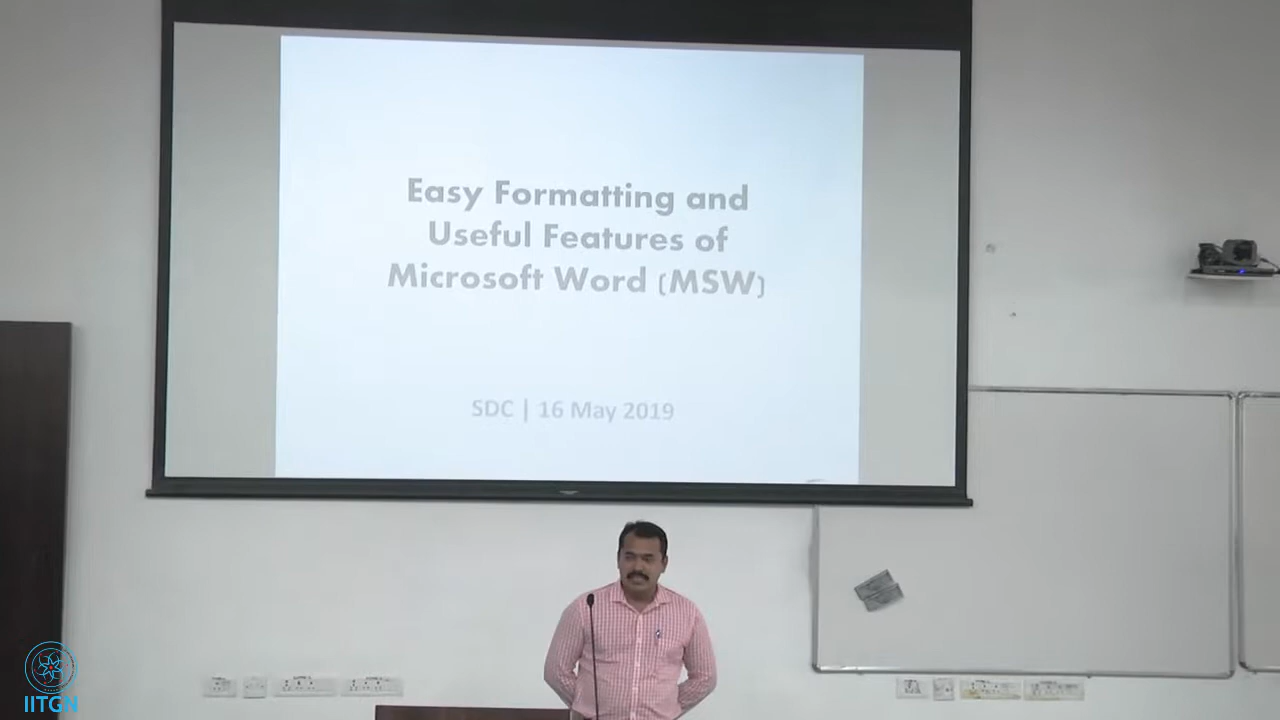 Easy Formatting and
Useful Features of
Microsoft Word (MSW)
SDC | 16 May 2019
IITGN